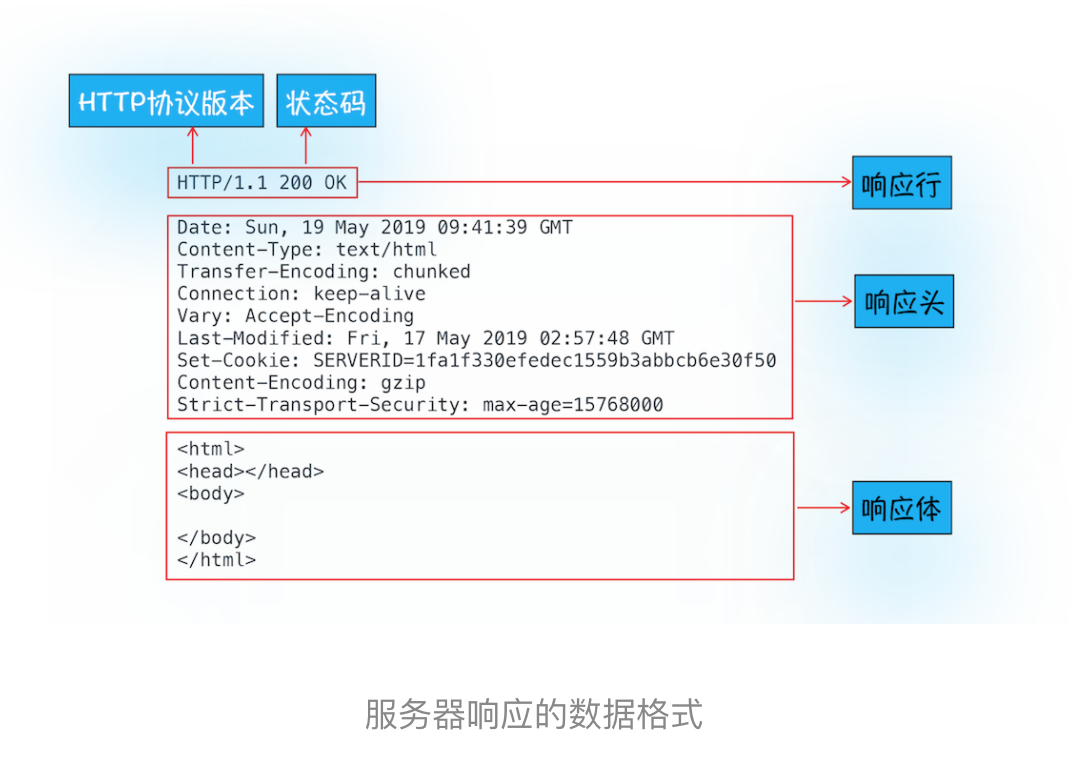 HTTP协议版本
状态码
HTTP/1.1 200 OK
响应行
Date: Sun, 19 May 2019 09:41:39 GMT
Content-Type: text/html
Transfer-Encoding: chunked
Connection: keep-alive
Vary: Accept-Encoding
Last-Modified: Fri, 17 May 2019 02:57:48 GMT
Set-Cookie: SERVERID=1fa1f330efedec1559b3abbcb6e30f50
Content-Encoding: gzip
Strict-Transport-Security: max-age=15768000
响应头
<html>
<head></head>
<body>
</body>
</html>
响应体
服务器响应的数据格式